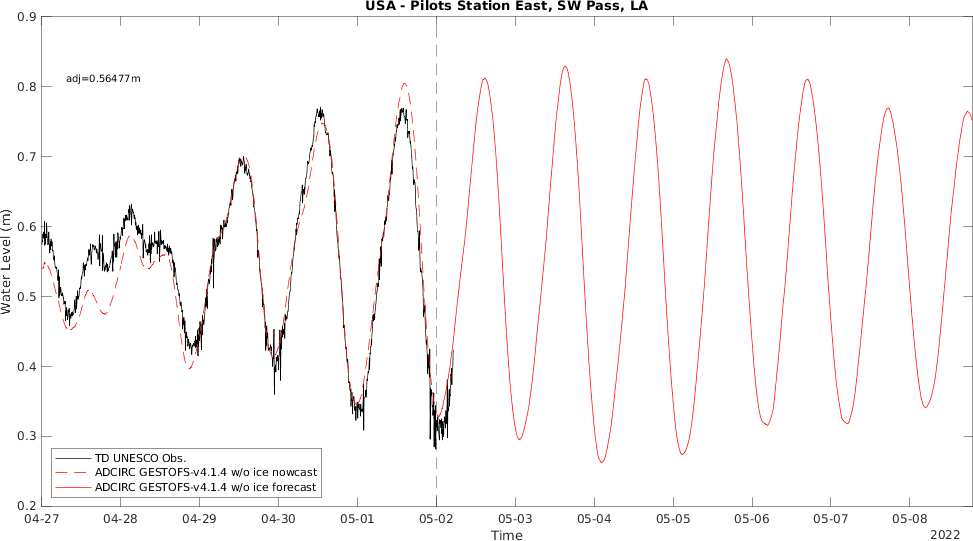 USA - Pilots Station East, SW Pass, LA
0.9
0.8
0.7
0.6
0.5
0.4
0.3
0.2
Water Level (m)
adj=0.56477m
TD UNESCO Obs.
ADCIRC GESTOFS-v4.1.4 w/o ice nowcast
ADCIRC GESTOFS-v4.1.4 w/o ice forecast
04-27 04-28 04-29 04-30 05-01 05-02 05-03 05-04 05-05 05-06 05-07 05-08
Time
2022